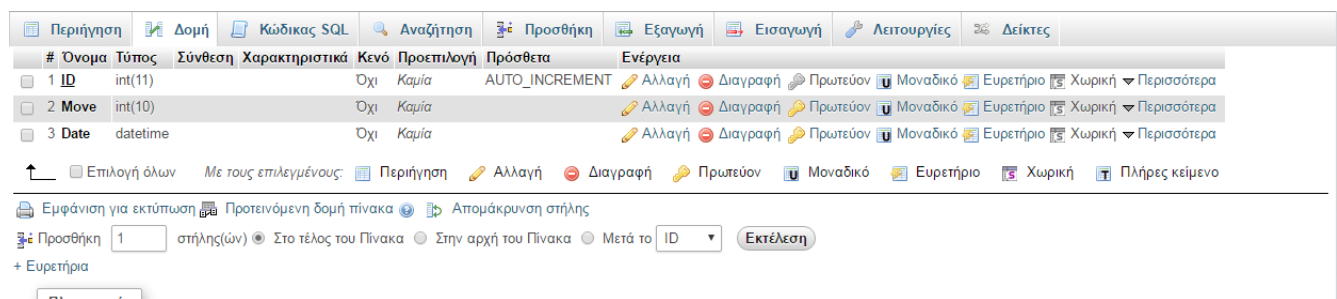 Περιήγηση Δομή Κώδικας SQL Αναζήτηση Προσθήκη Εξαγωγή Εισαγωγή Λειτουργίες Δείκτες
# Όνομα Τύπος Σύνθεση Χαρακτηριστικά Κενό Προεπιλογή Πρόσθετα Ενέργεια
1 ID int(11) Όχι Καμία AUTO_INCREMENT Αλλαγή Διαγραφή Πρωτεύον Μοναδικό Ευρετήριο Χωρική Περισσότερα
2 Move int(10) Όχι Καμία Αλλαγή Διαγραφή Πρωτεύον Μοναδικό Ευρετήριο Χωρική Περισσότερα
3 Date datetime Όχι Καμία Αλλαγή Διαγραφή Πρωτεύον Μοναδικό Ευρετήριο Χωρική Περισσότερα
Επιλογή όλων Με τους επιλεγμένους: Περιήγηση Αλλαγή Διαγραφή Πρωτεύον Μοναδικό Ευρετήριο Χωρική Πλήρες κείμενο
Εμφάνιση για εκτύπωση Προτεινόμενη δομή πίνακα Απομάκρυνση στήλης
Προσθήκη 1 στήλης(ών) Στο τέλος του Πίνακα Στην αρχή του Πίνακα Μετά το ID Εκτέλεση
+ Ευρετήρια